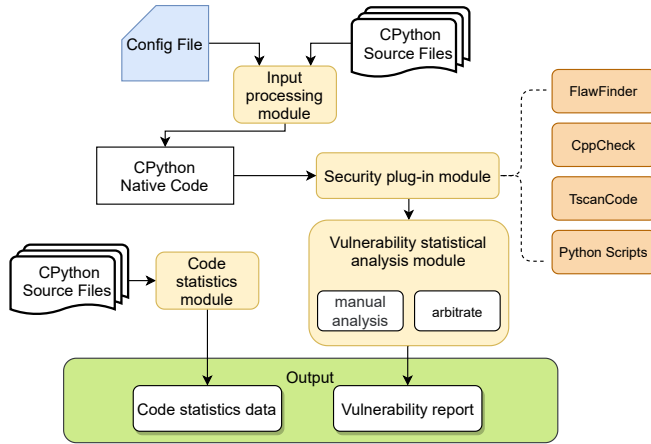 Config File
CPython
Source Files
Input
processing
module
FlawFinder
CppCheck
TscanCode
Python Scripts
CPython
Native Code
Security plug-in module
Vulnerability statistical
analysis module
manual
analysis
arbitrate
CPython
Source Files
Code
statistics
module
Output
Code statistics data
Vulnerability report